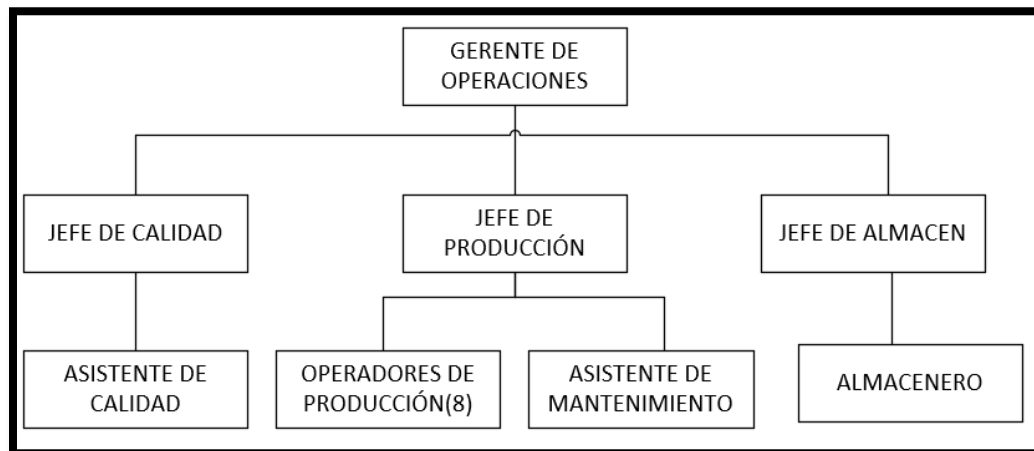 GERENTE DE
OPERACIONES
JEFE DE CALIDAD
JEFE DE
PRODUCCIÓN
JEFE DE ALMACEN
ASISTENTE DE
CALIDAD
OPERADORES DE
PRODUCCIÓN(8)
ASISTENTE DE
MANTENIMIENTO
ALMACENERO